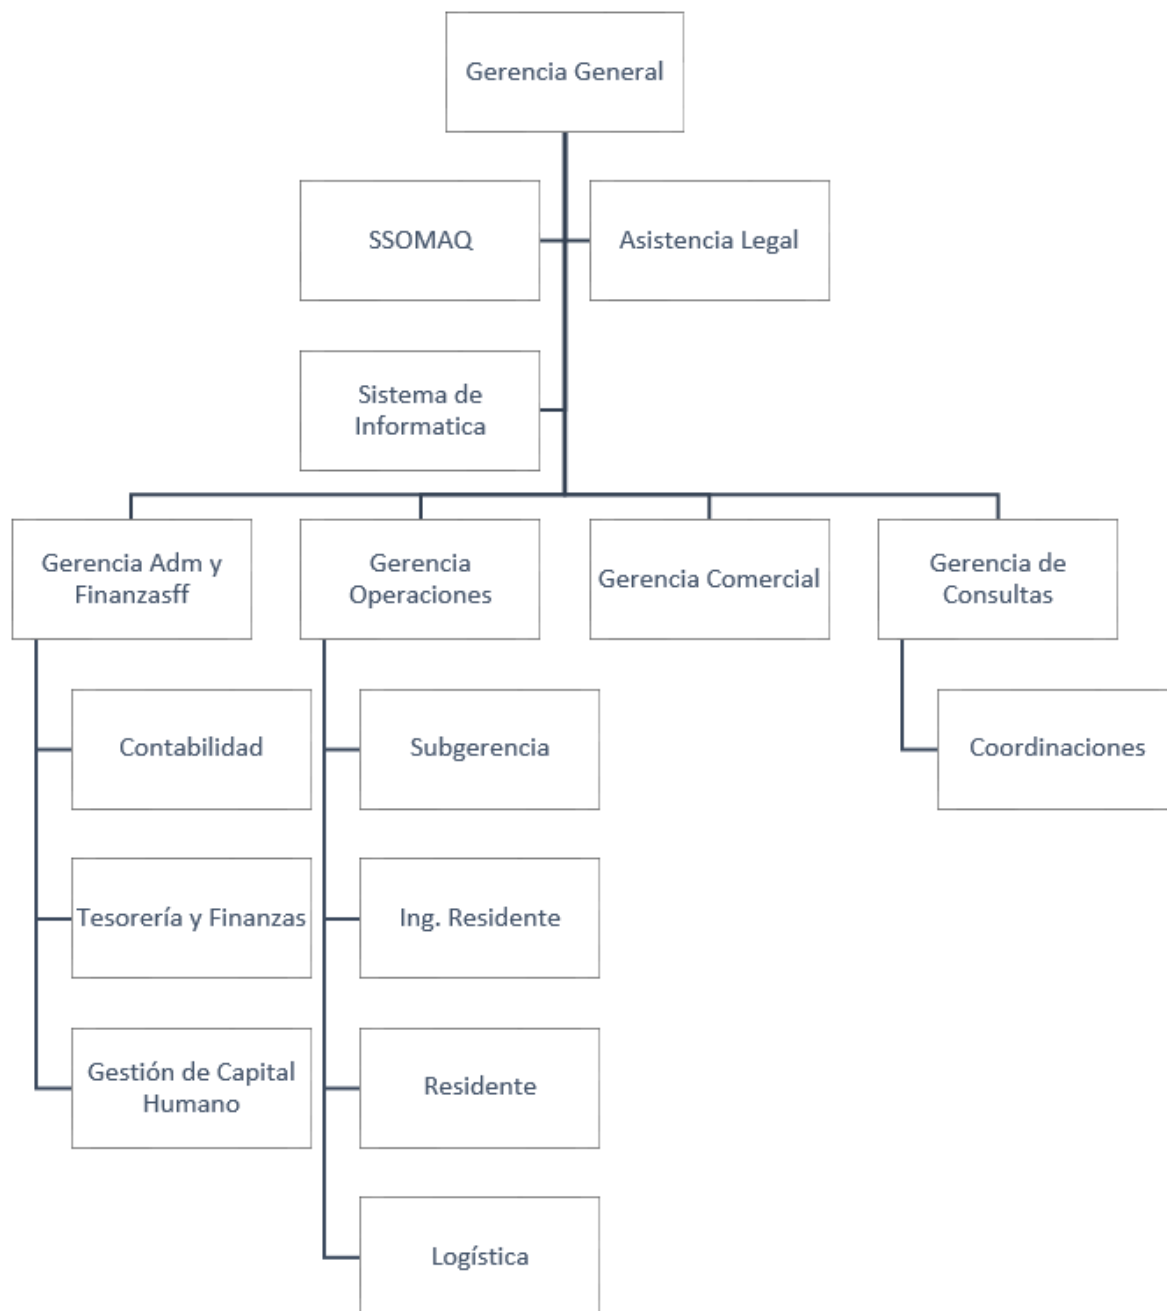 Gerencia General
SSOMAQ
Asistencia Legal
Sistema de
Informatica
Gerencia Adm y
Finanzasff
Gerencia
Operaciones
Gerencia Comercial
Gerencia de
Consultas
Contabilidad
Subgerencia
Coordinaciones
Tesorería y Finanzas
Ing. Residente
Gestión de Capital
Humano
Residente
Logística